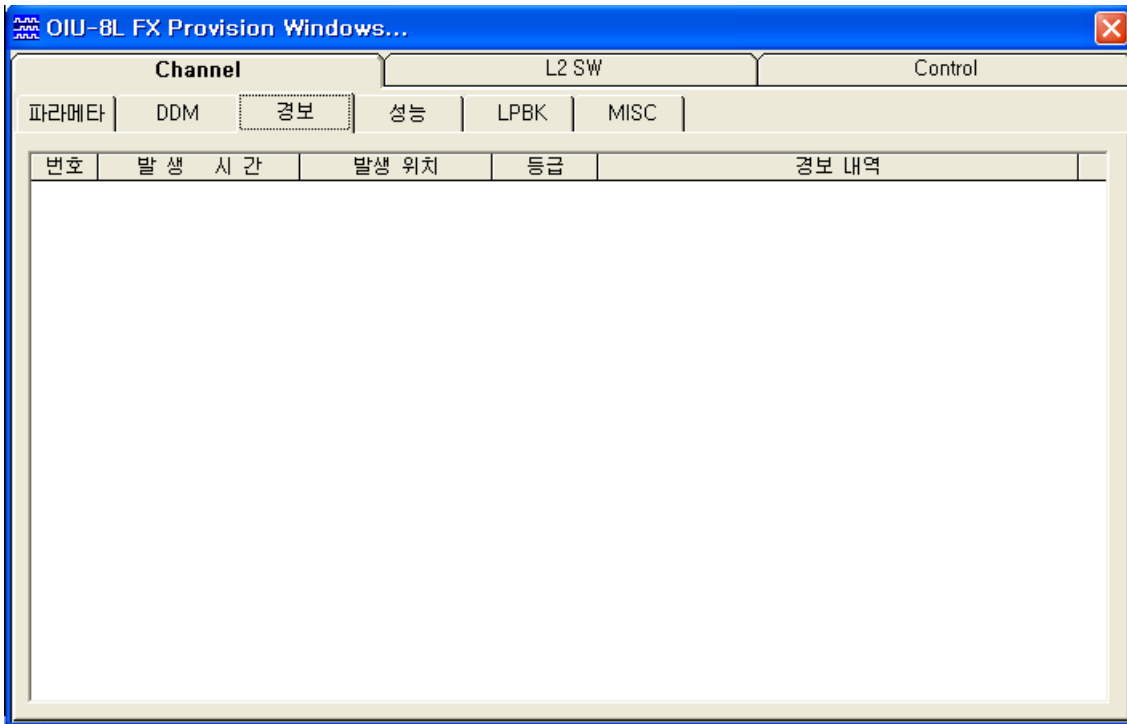 OIU-8L FX Provision Windows...
Channel L2 SW Control
파라메타 DDM 경보 성능 LPBK MISC
번호 발 생 시 간 발생 위치 등급 경보 내역